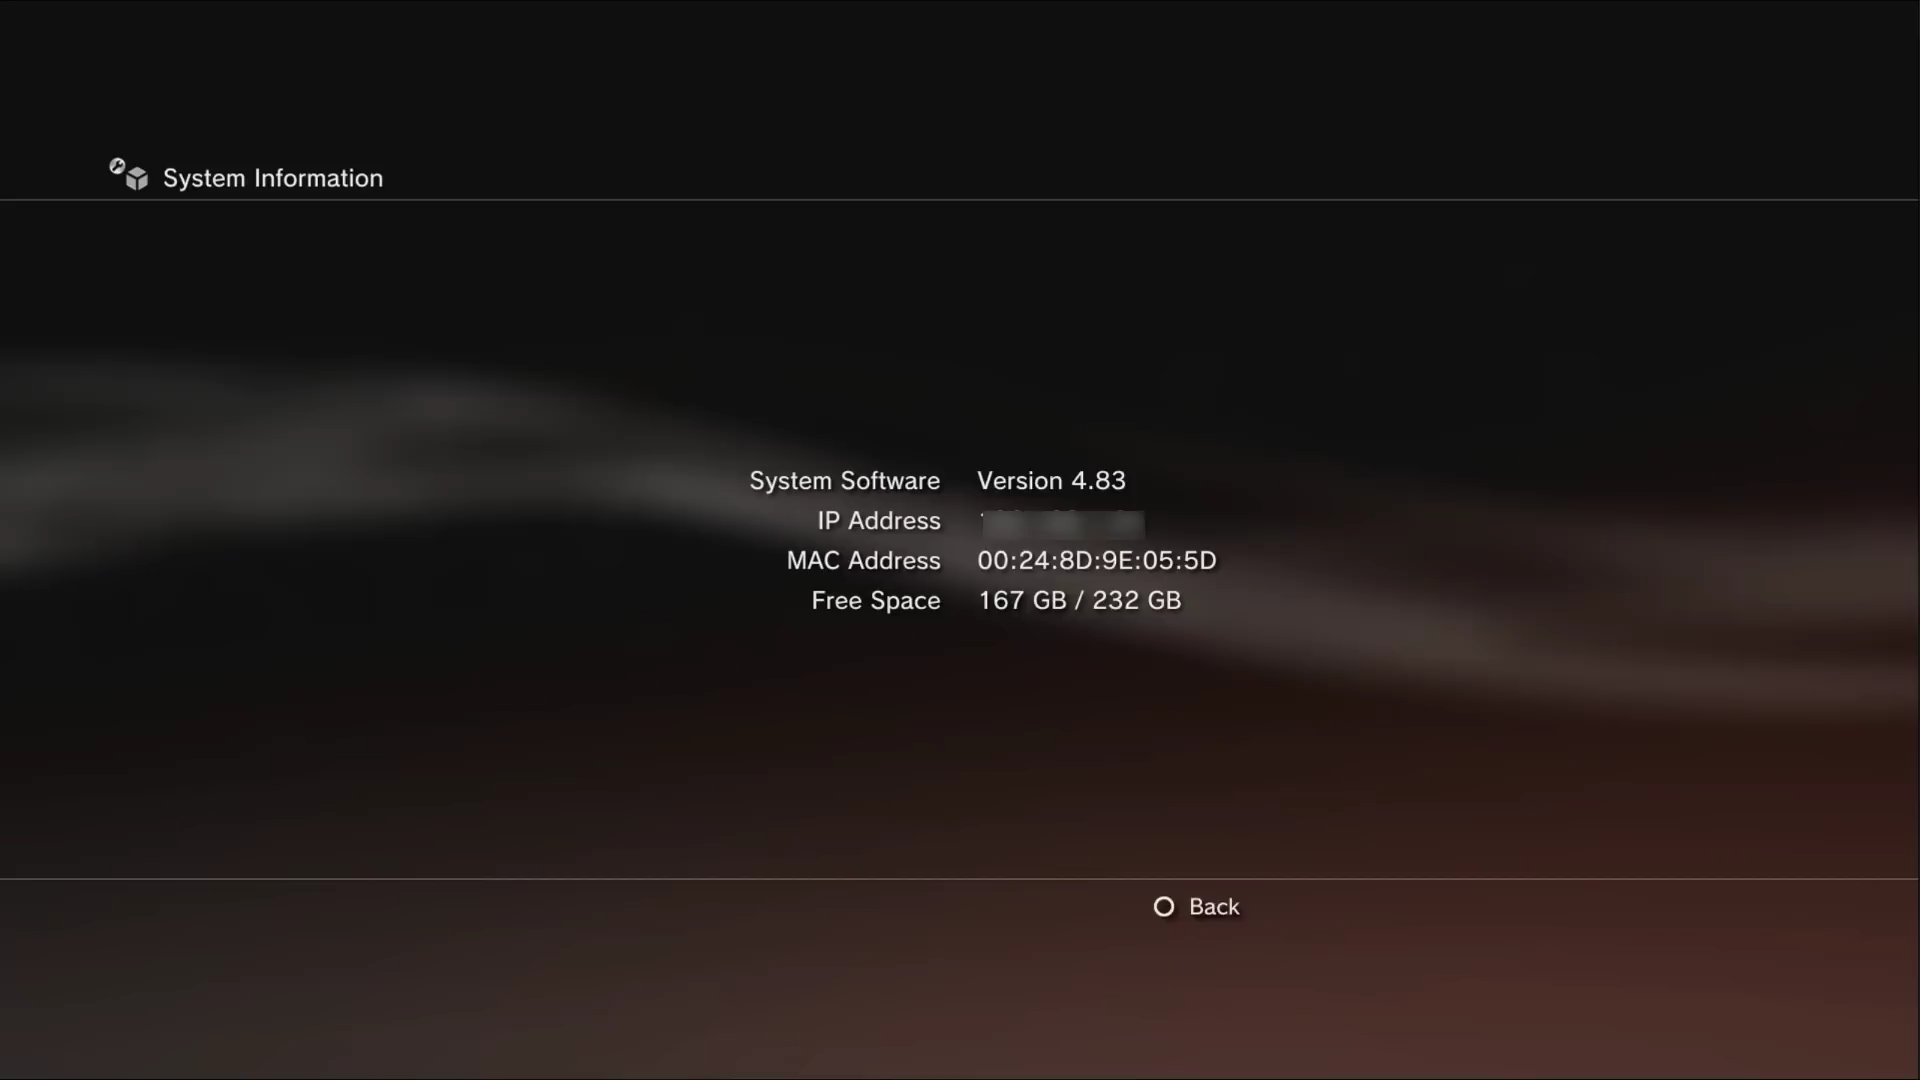 System Information
System Software Version 4.83
IP Address
MAC Address 00:24:8D:9E:05:5D
Free Space 167 GB / 232 GB
Back